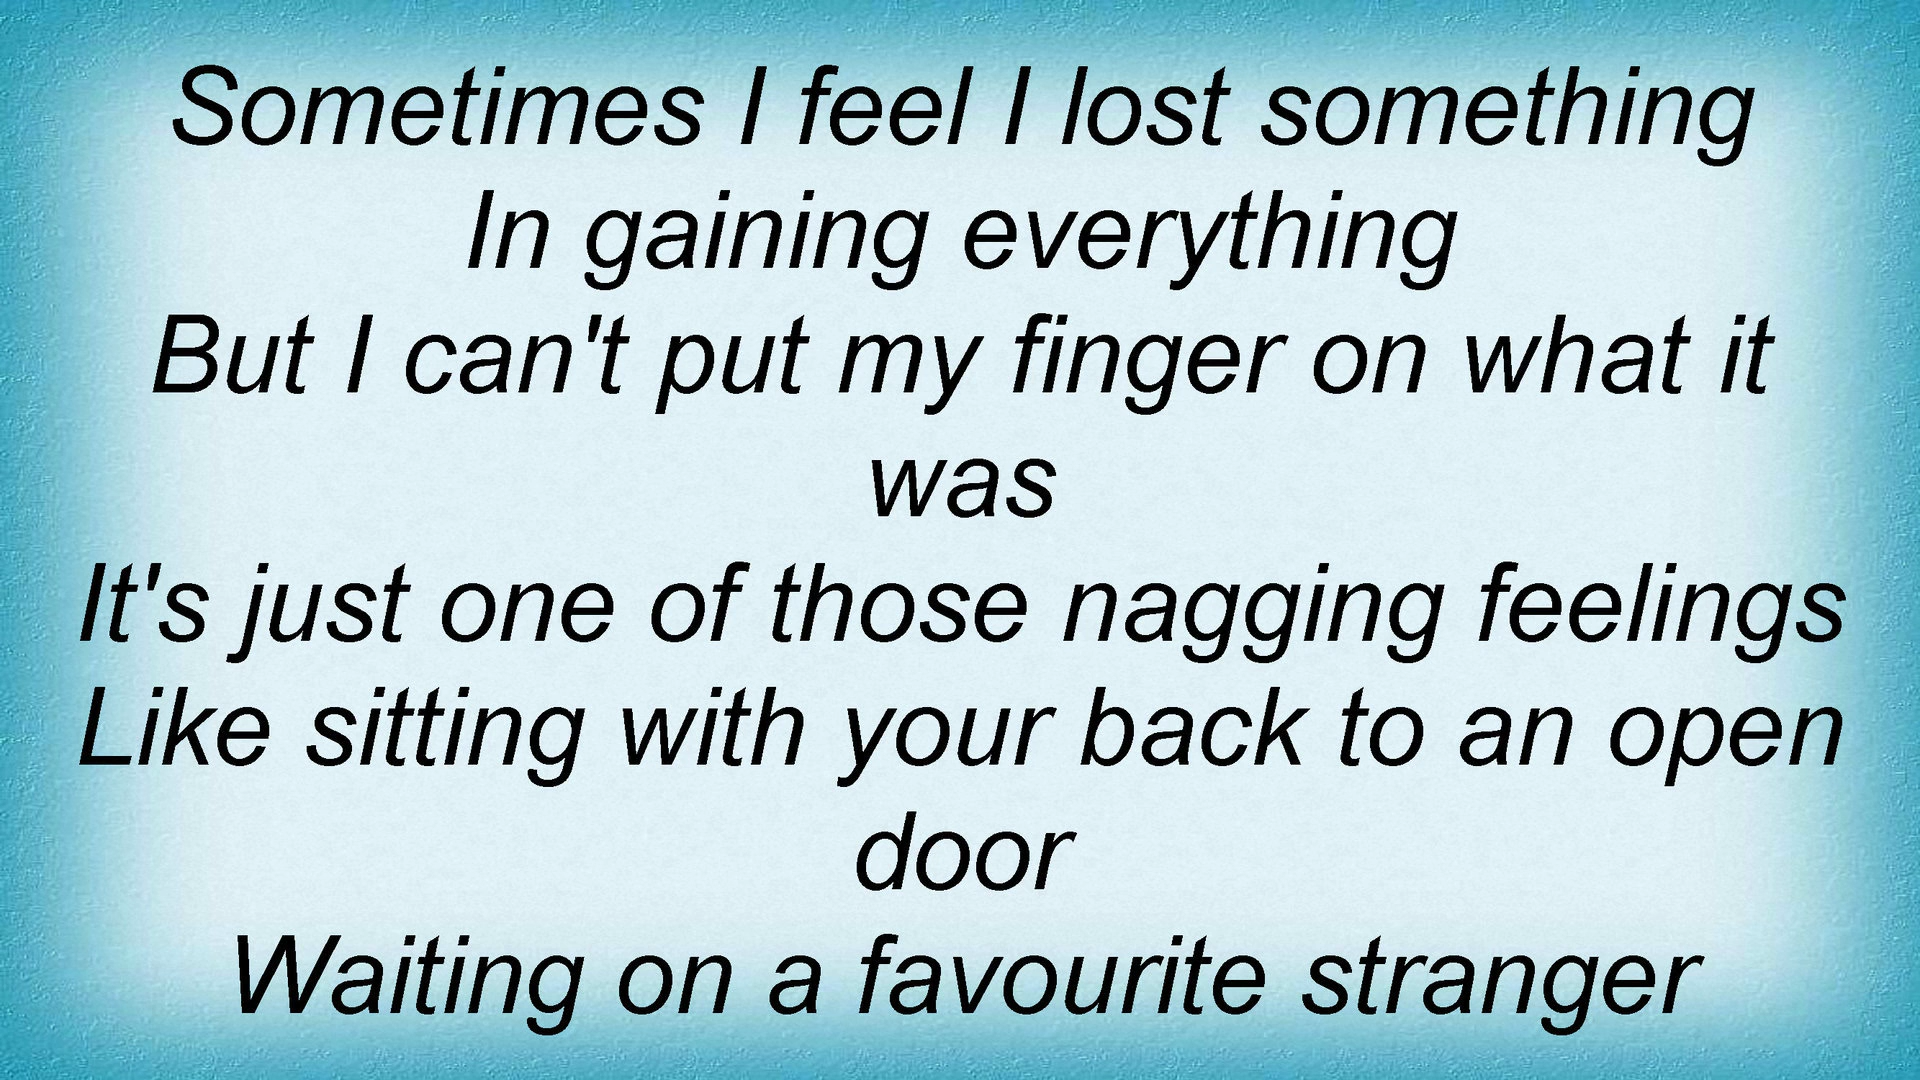 Sometimes I feel I lost something
In gaining everything
But I can't put my finger on what it
was
It's just one of those nagging feelings
Like sitting with your back to an open
door
Waiting on a favourite stranger